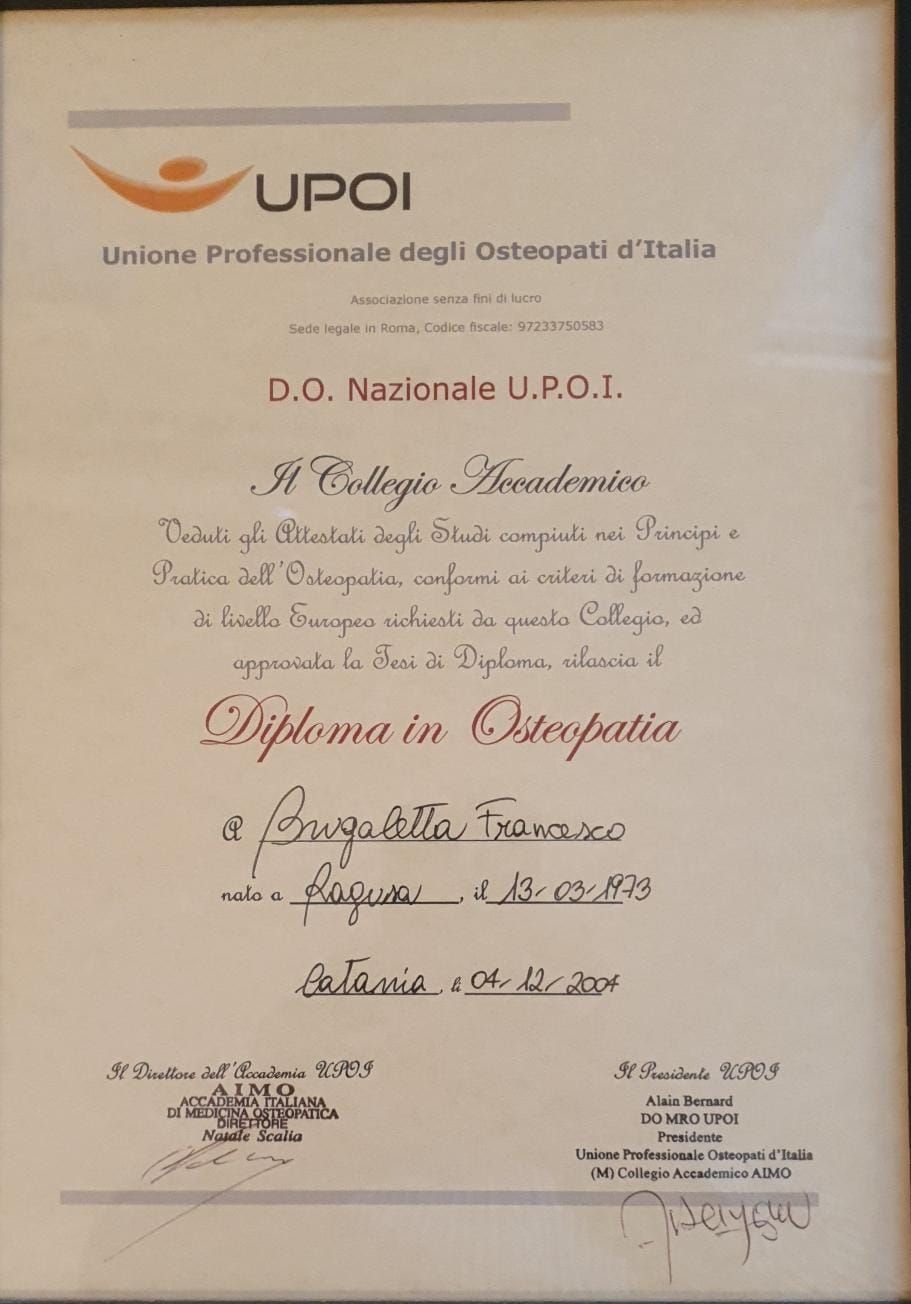 UPOI
Unione Professionale degli Osteopati d'Italia
Associazione senza fini di lucro
Sede legale in Roma, Codice fiscale: 97233750583
D.O. Nazionale U.P.O.I.
Il Collegio Accademico
Veduti gli Attestati degli Studi compiuti nei Principi e
Pratica dell'Osteopatia, conformi ai criteri di formazione
di livello Europeo richiesti da questo Collegio, ed
approvata la Tesi di Diploma, rilascia il
Diploma in Osteopatia
A Brugaletta Francesco
nato a Ragusa, il 13-03-1973
Catania, li 04/12/2004
Il Direttore dell'Accademia UPOI
AIMO
ACCADEMIA ITALIANA
DI MEDICINA OSTEOPATICA
DIRETTORE
Natale Scalia
Il Presidente UPOI
Alain Bernard
DO MRO UPOI
Presidente
Unione Professionale Osteopati d'Italia
(M) Collegio Accademico AIMO